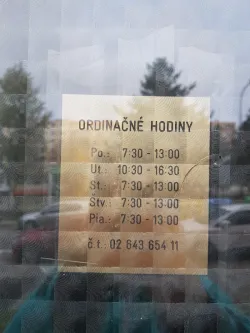 ORDINAČNÉ HODINY
Po.: 7:30 - 13:00
Ut.: 10:30 - 16:30
St.: 7:30 - 13:00
Štv.: 7:30 - 13:00
Pia.: 7:30 - 13:00
č.t.: 02 643 654 11